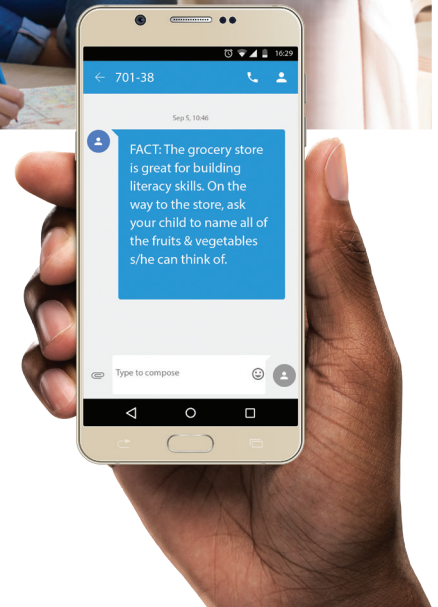 16:29
701-38
Sep 5, 10:46
FACT: The grocery store
is great for building
literacy skills. On the
way to the store, ask
your child to name all of
the fruits & vegetables
s/he can think of.
Type to compose